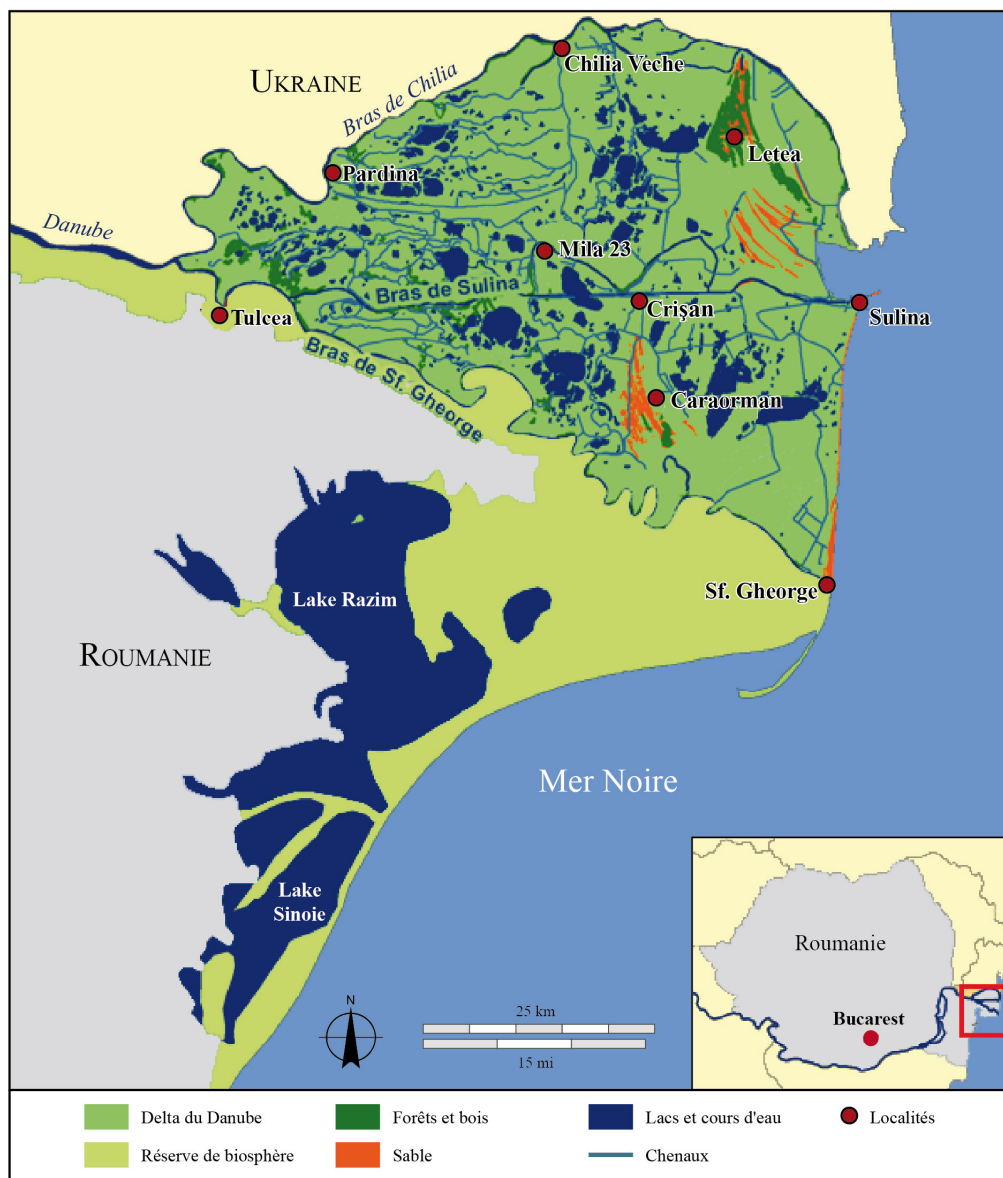 Chilia Veche
UKRAINE
Bras de Chilia
Letea
Pardina
Danube
Mila 23
Bras de Sulina
Crişan
Sulina
Tulcea
Bras de Sf. Gheorge
Caraorman
Sf. Gheorge
Lake Razim
ROUMANIE
Mer Noire
Lake
Sinoie
N
25 km
15 mi
Roumanie
Bucarest
Delta du Danube
Forêts et bois
Lacs et cours d'eau
Localités
Réserve de biosphère
Sable
Chenaux